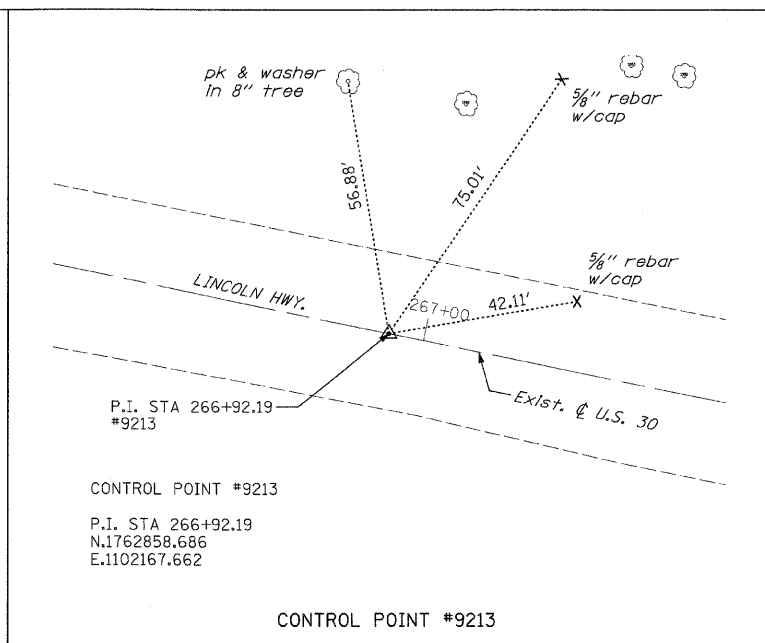 pk & washer
in 8" tree
5/8" rebar
w/cap
56.88'
75.01'
5/8" rebar
w/cap
LINCOLN HWY.
267+00
42.11'
P.I. STA 266+92.19
#9213
Exist. ℄ U.S. 30
CONTROL POINT #9213
P.I. STA 266+92.19
N.1762858.686
E.1102167.662
CONTROL POINT #9213